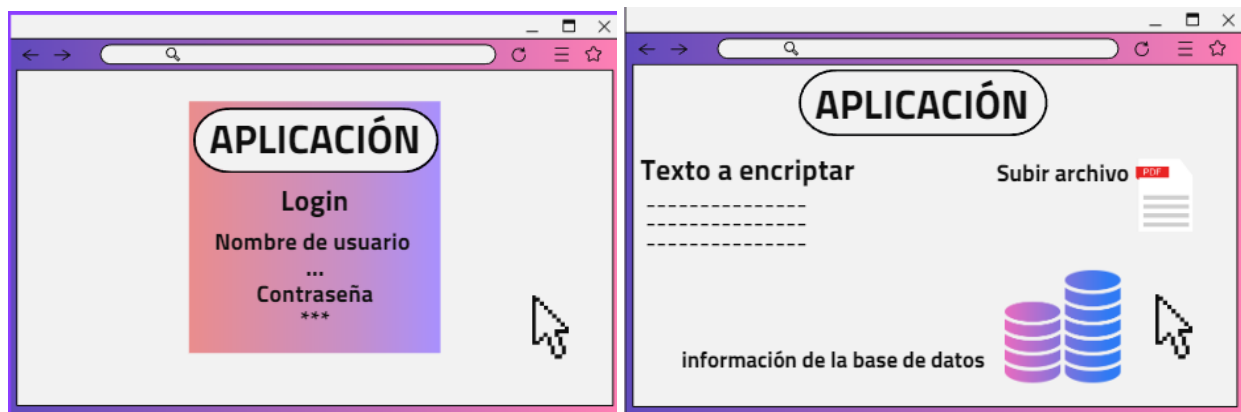 APLICACIÓN
Login
Nombre de usuario
...
Contraseña
***
APLICACIÓN
Texto a encriptar
---------------
---------------
---------------
Subir archivo
PDF
información de la base de datos